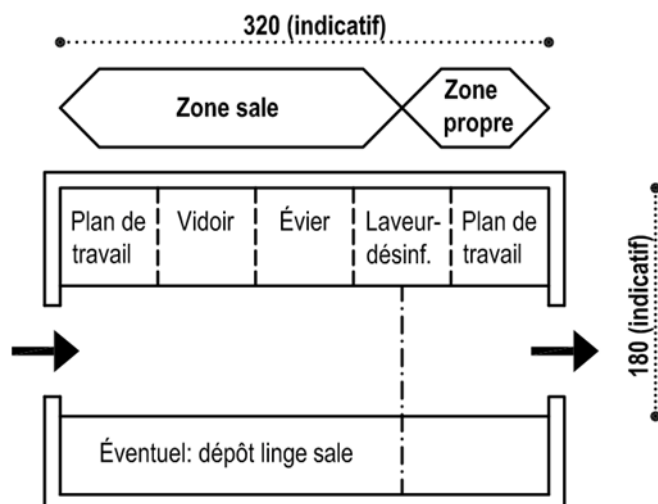 320 (indicatif)
Zone sale
Zone
propre
Plan de
travail
Vidoir
Évier
Laveur-
désinf.
Plan de
travail
180 (indicatif)
Éventuel: dépôt linge sale